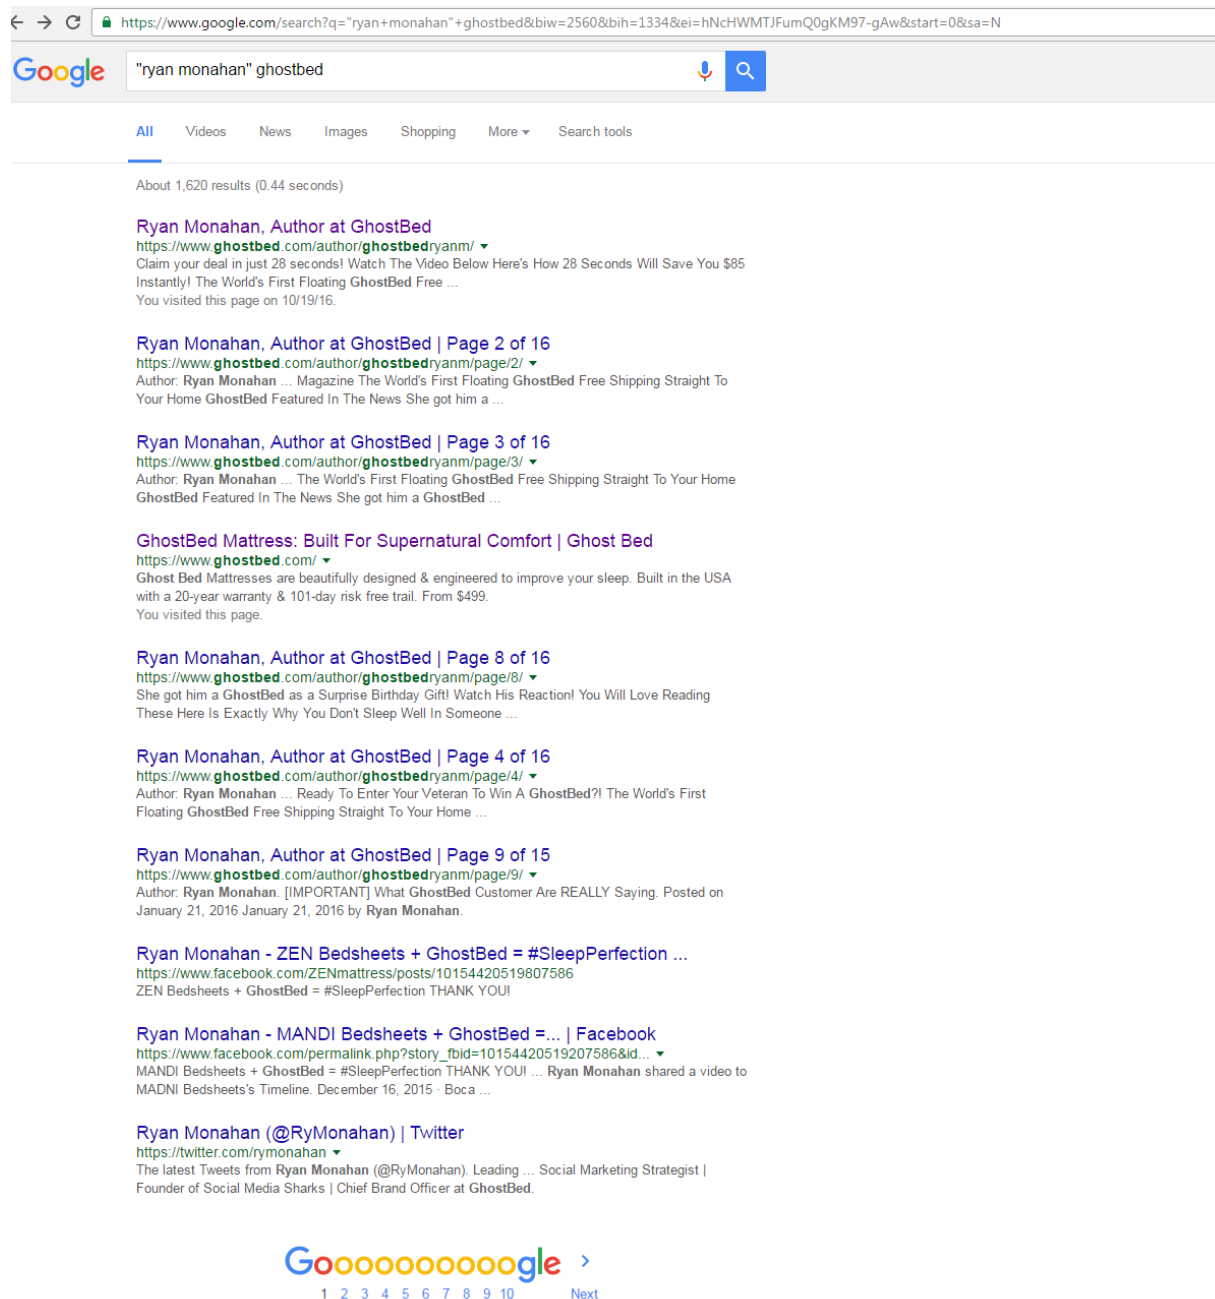 https://www.google.com/search?q="ryan+monahan"+ghostbed&biw=2560&bih=1334&ei=hNcHWMTJFumQ0gKM97-gAw&start=0&sa=N
Google
"ryan monahan" ghostbed
All Videos News Images Shopping More Search tools
About 1,620 results (0.44 seconds)
Ryan Monahan, Author at GhostBed
https://www.ghostbed.com/author/ghostbedryanm/
Claim your deal in just 28 seconds! Watch The Video Below Here's How 28 Seconds Will Save You $85
Instantly! The World's First Floating GhostBed Free ...
You visited this page on 10/19/16.
Ryan Monahan, Author at GhostBed | Page 2 of 16
https://www.ghostbed.com/author/ghostbedryanm/page/2/
Author: Ryan Monahan ... Magazine The World's First Floating GhostBed Free Shipping Straight To
Your Home GhostBed Featured In The News She got him a ...
Ryan Monahan, Author at GhostBed | Page 3 of 16
https://www.ghostbed.com/author/ghostbedryanm/page/3/
Author: Ryan Monahan ... The World's First Floating GhostBed Free Shipping Straight To Your Home
GhostBed Featured In The News She got him a GhostBed ...
GhostBed Mattress: Built For Supernatural Comfort | Ghost Bed
https://www.ghostbed.com/
Ghost Bed Mattresses are beautifully designed & engineered to improve your sleep. Built in the USA
with a 20-year warranty & 101-day risk free trail. From $499.
You visited this page.
Ryan Monahan, Author at GhostBed | Page 8 of 16
https://www.ghostbed.com/author/ghostbedryanm/page/8/
She got him a GhostBed as a Surprise Birthday Gift! Watch His Reaction! You Will Love Reading
These Here Is Exactly Why You Don't Sleep Well In Someone ...
Ryan Monahan, Author at GhostBed | Page 4 of 16
https://www.ghostbed.com/author/ghostbedryanm/page/4/
Author: Ryan Monahan ... Ready To Enter Your Veteran To Win A GhostBed?! The World's First
Floating GhostBed Free Shipping Straight To Your Home ...
Ryan Monahan, Author at GhostBed | Page 9 of 15
https://www.ghostbed.com/author/ghostbedryanm/page/9/
Author: Ryan Monahan. [IMPORTANT] What GhostBed Customer Are REALLY Saying. Posted on
January 21, 2016 January 21, 2016 by Ryan Monahan.
Ryan Monahan - ZEN Bedsheets + GhostBed = #SleepPerfection ...
https://www.facebook.com/ZENmattress/posts/10154420519807586
ZEN Bedsheets + GhostBed = #SleepPerfection THANK YOU!
Ryan Monahan - MANDI Bedsheets + GhostBed =... | Facebook
https://www.facebook.com/permalink.php?story_fbid=10154420519207586&id...
MANDI Bedsheets + GhostBed = #SleepPerfection THANK YOU! ... Ryan Monahan shared a video to
MADNI Bedsheets's Timeline. December 16, 2015 · Boca ...
Ryan Monahan (@RyMonahan) | Twitter
https://twitter.com/rymonahan
The latest Tweets from Ryan Monahan (@RyMonahan). Leading ... Social Marketing Strategist |
Founder of Social Media Sharks | Chief Brand Officer at GhostBed.
Goooooooooogle
1 2 3 4 5 6 7 8 9 10 Next